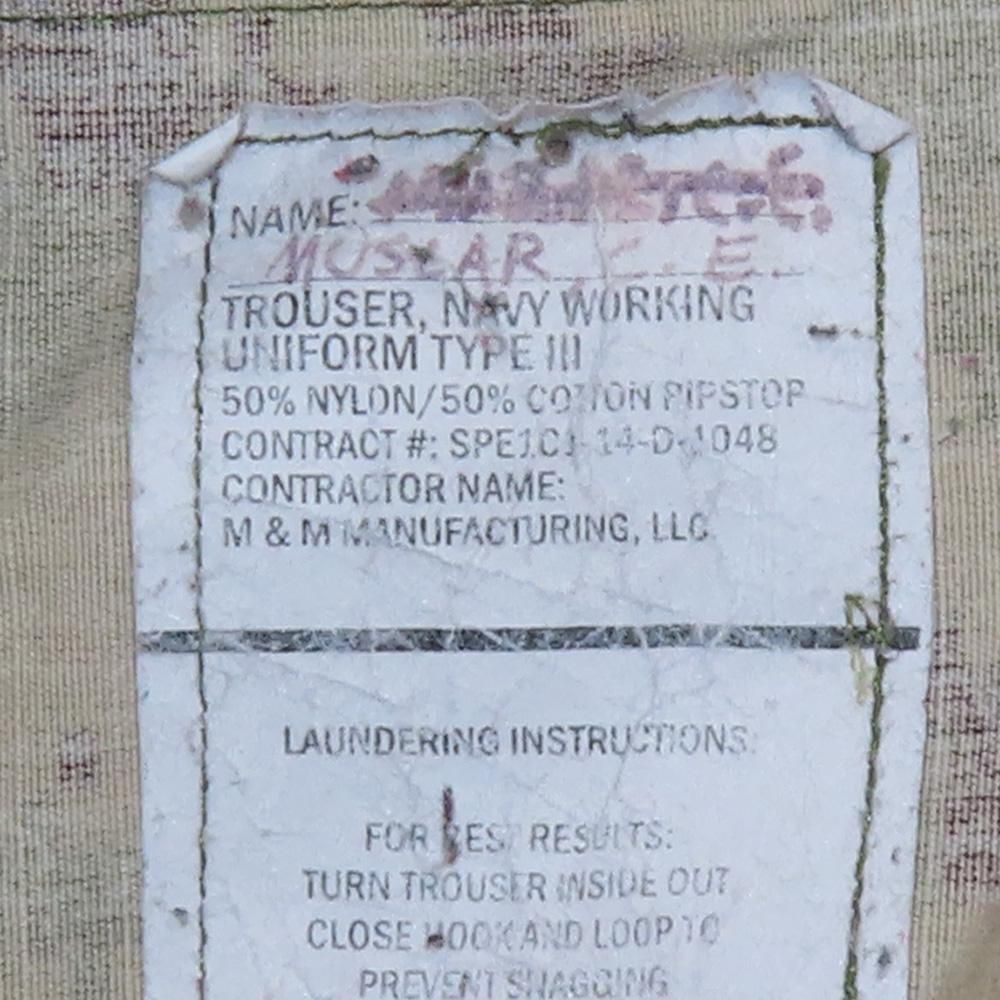 NAME:
MUSLAR C. E.
TROUSER, NAVY WORKING
UNIFORM TYPE III
50% NYLON/50% COTTON RIPSTOP
CONTRACT #: SPE1C1-14-D-1048
CONTRACTOR NAME:
M & M MANUFACTURING, LLC
LAUNDERING INSTRUCTIONS:
FOR BEST RESULTS:
TURN TROUSER INSIDE OUT
CLOSE HOOK AND LOOP TO
PREVENT SNAGGING